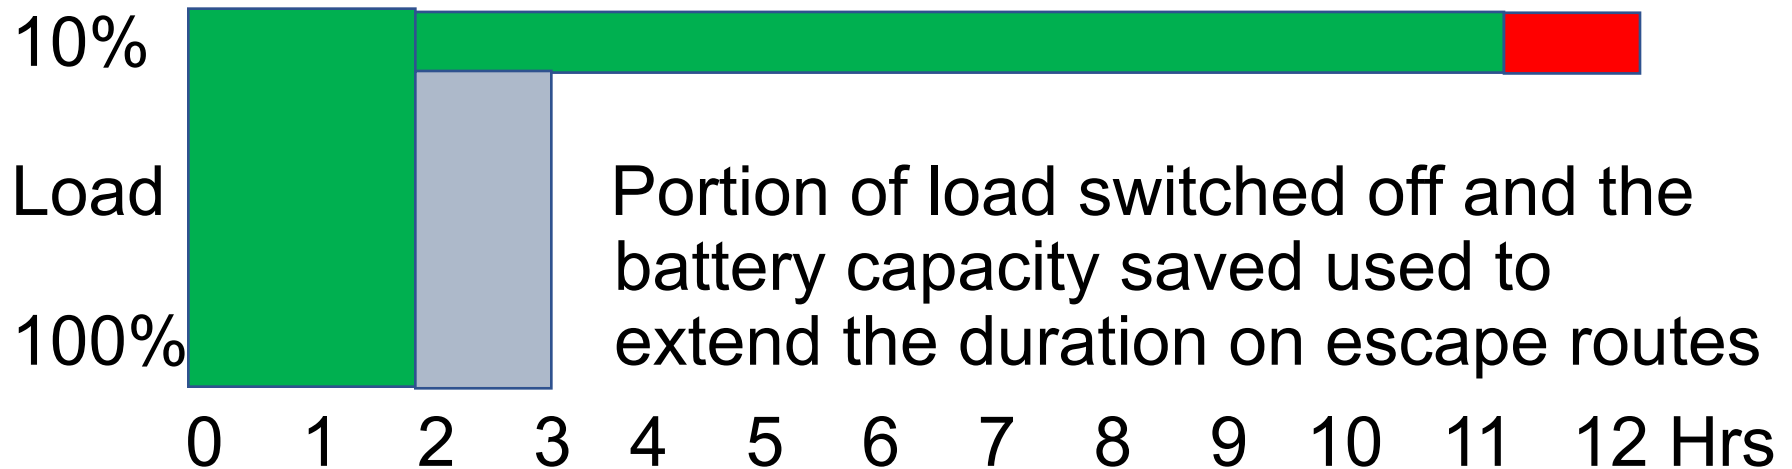 10%
Load
Portion of load switched off and the
battery capacity saved used to
100%
extend the duration on escape routes
0 1 2 3 4 5 6 7 8 9 10 11 12 Hrs